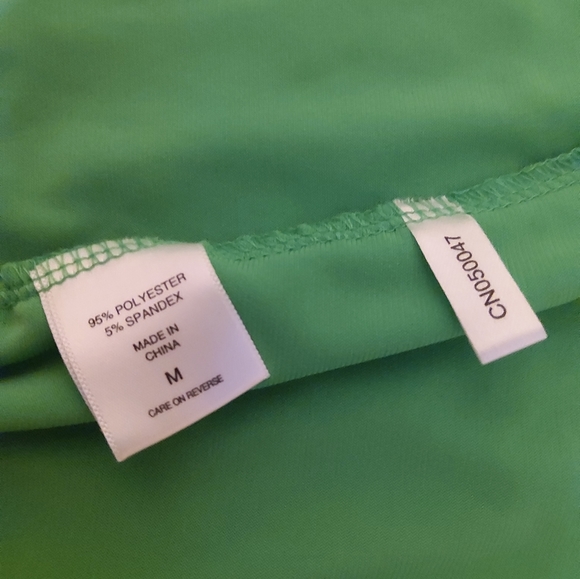 95% POLYESTER
5% SPANDEX
MADE IN
CHINA
M
CARE ON REVERSE
CN050047